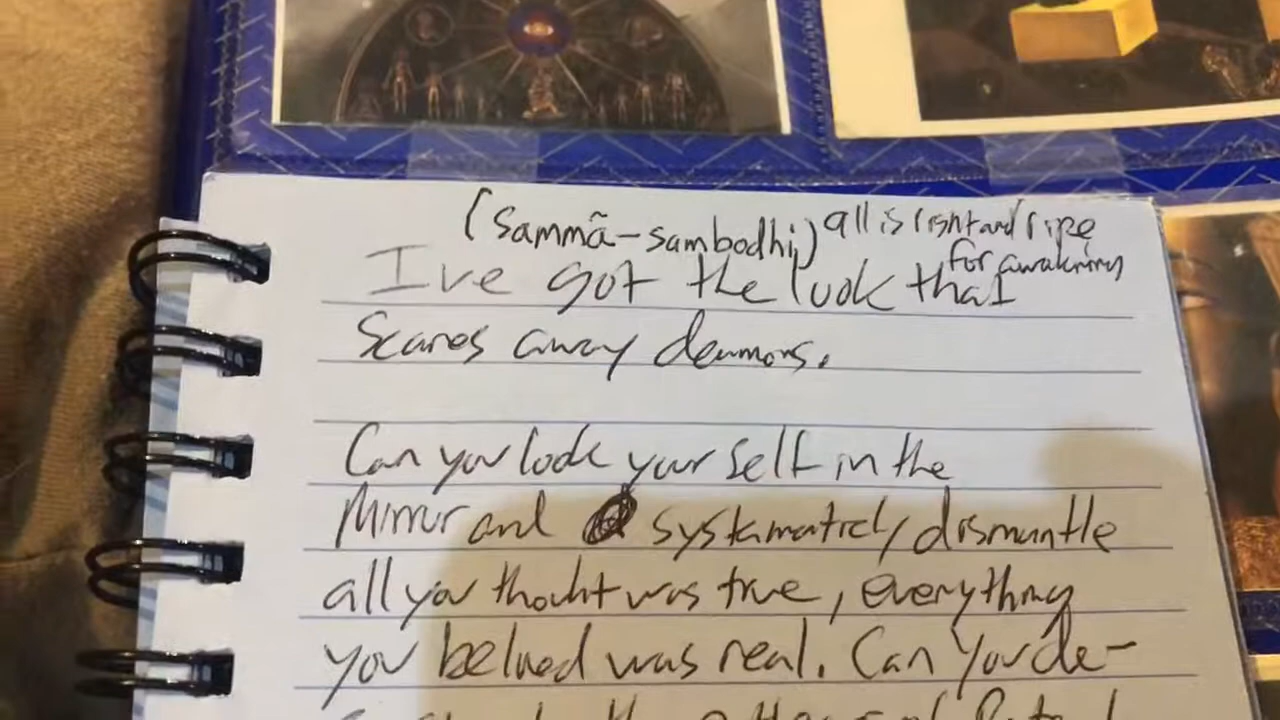 (Sammã-sambodhi) all is right and ripe
for awakening
I've got the look that
Scares away demons.
Can you look your self in the
Mirror and systematicly dismantle
all you thouht was true, everything
you belived was real. Can you de-